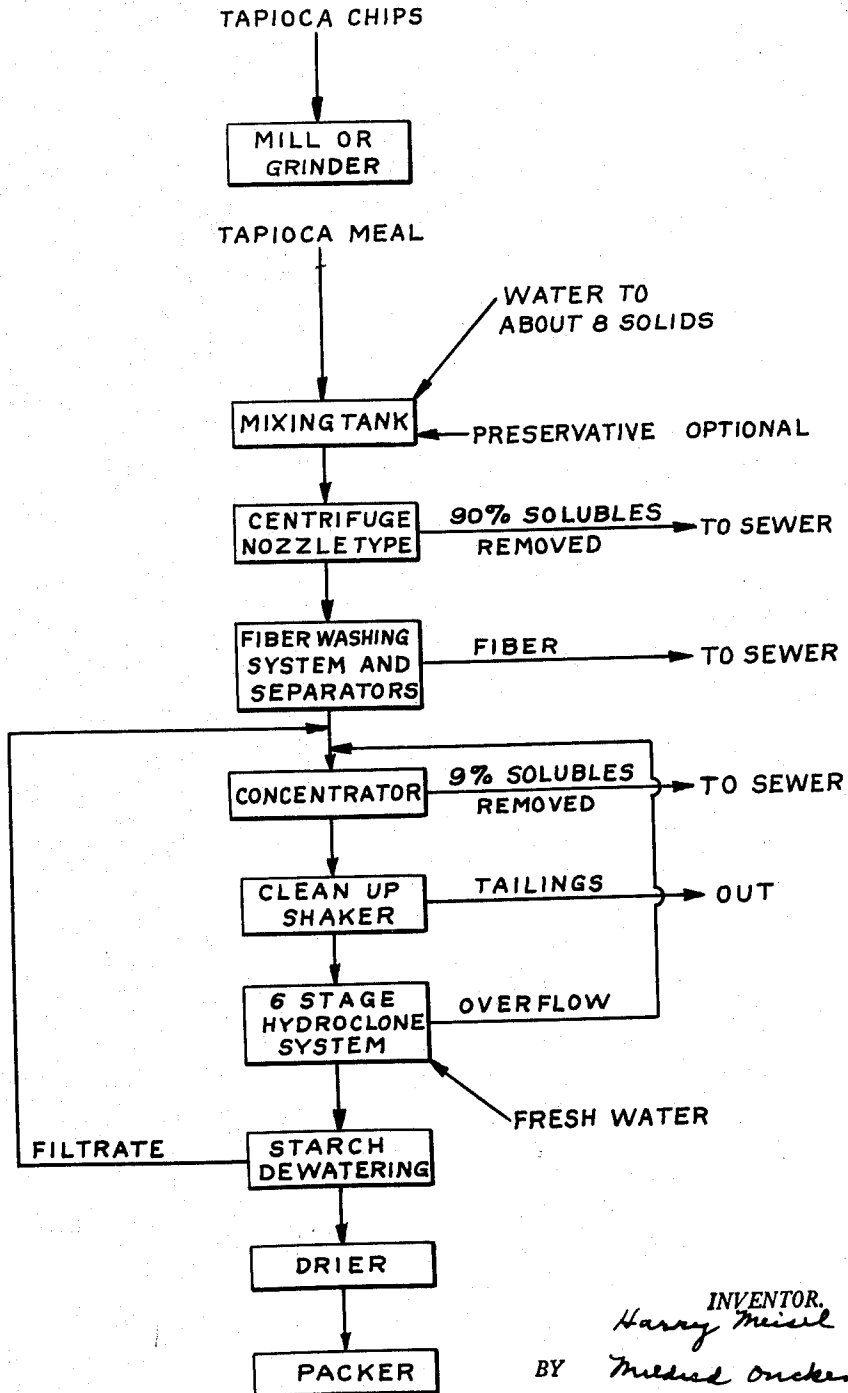 TAPIOCA CHIPS
MILL OR
GRINDER
TAPIOCA MEAL
WATER TO
ABOUT 8 SOLIDS
MIXING TANK
PRESERVATIVE OPTIONAL
CENTRIFUGE
NOZZLE TYPE
90% SOLUBLES
REMOVED
TO SEWER
FIBER WASHING
SYSTEM AND
SEPARATORS
FIBER
TO SEWER
CONCENTRATOR
9% SOLUBLES
REMOVED
TO SEWER
CLEAN UP
SHAKER
TAILINGS
OUT
6 STAGE
HYDROCLONE
SYSTEM
OVERFLOW
FRESH WATER
FILTRATE
STARCH
DEWATERING
DRIER
PACKER
INVENTOR.
Harry Meisel
BY Mildred